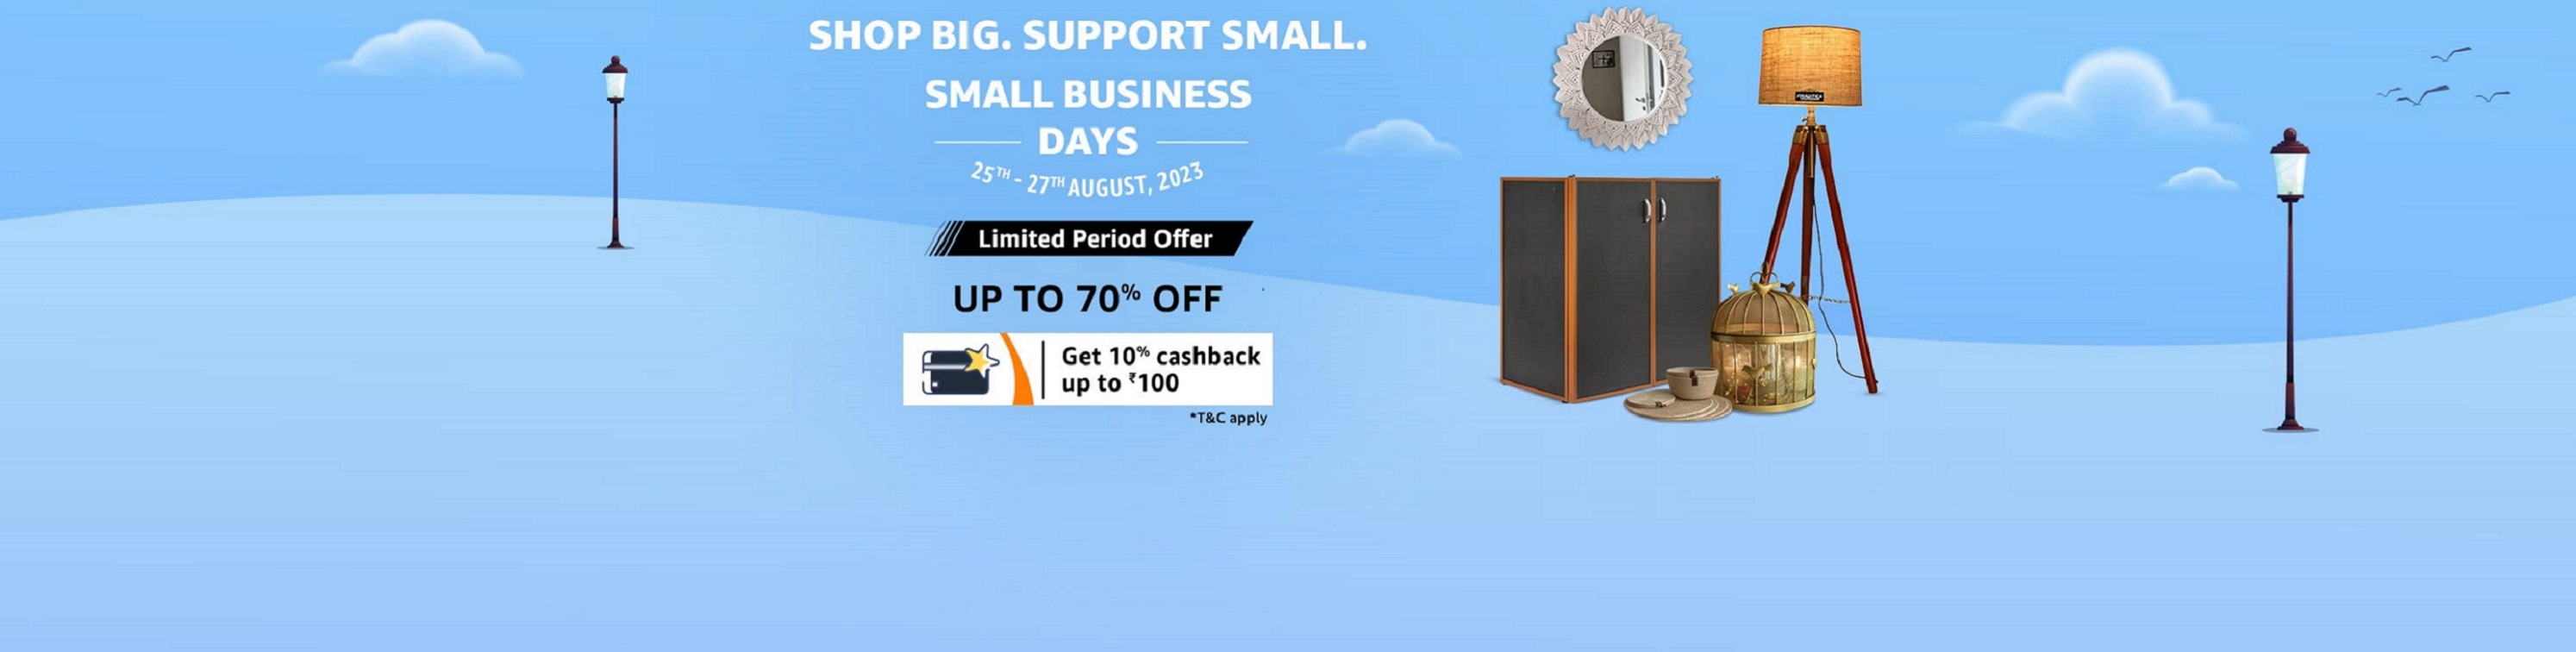 SHOP BIG. SUPPORT SMALL.
SMALL BUSINESS
DAYS
25TH - 27TH AUGUST, 2023
Limited Period Offer
UP TO 70% OFF
Get 10% cashback
up to ₹100
*T&C apply